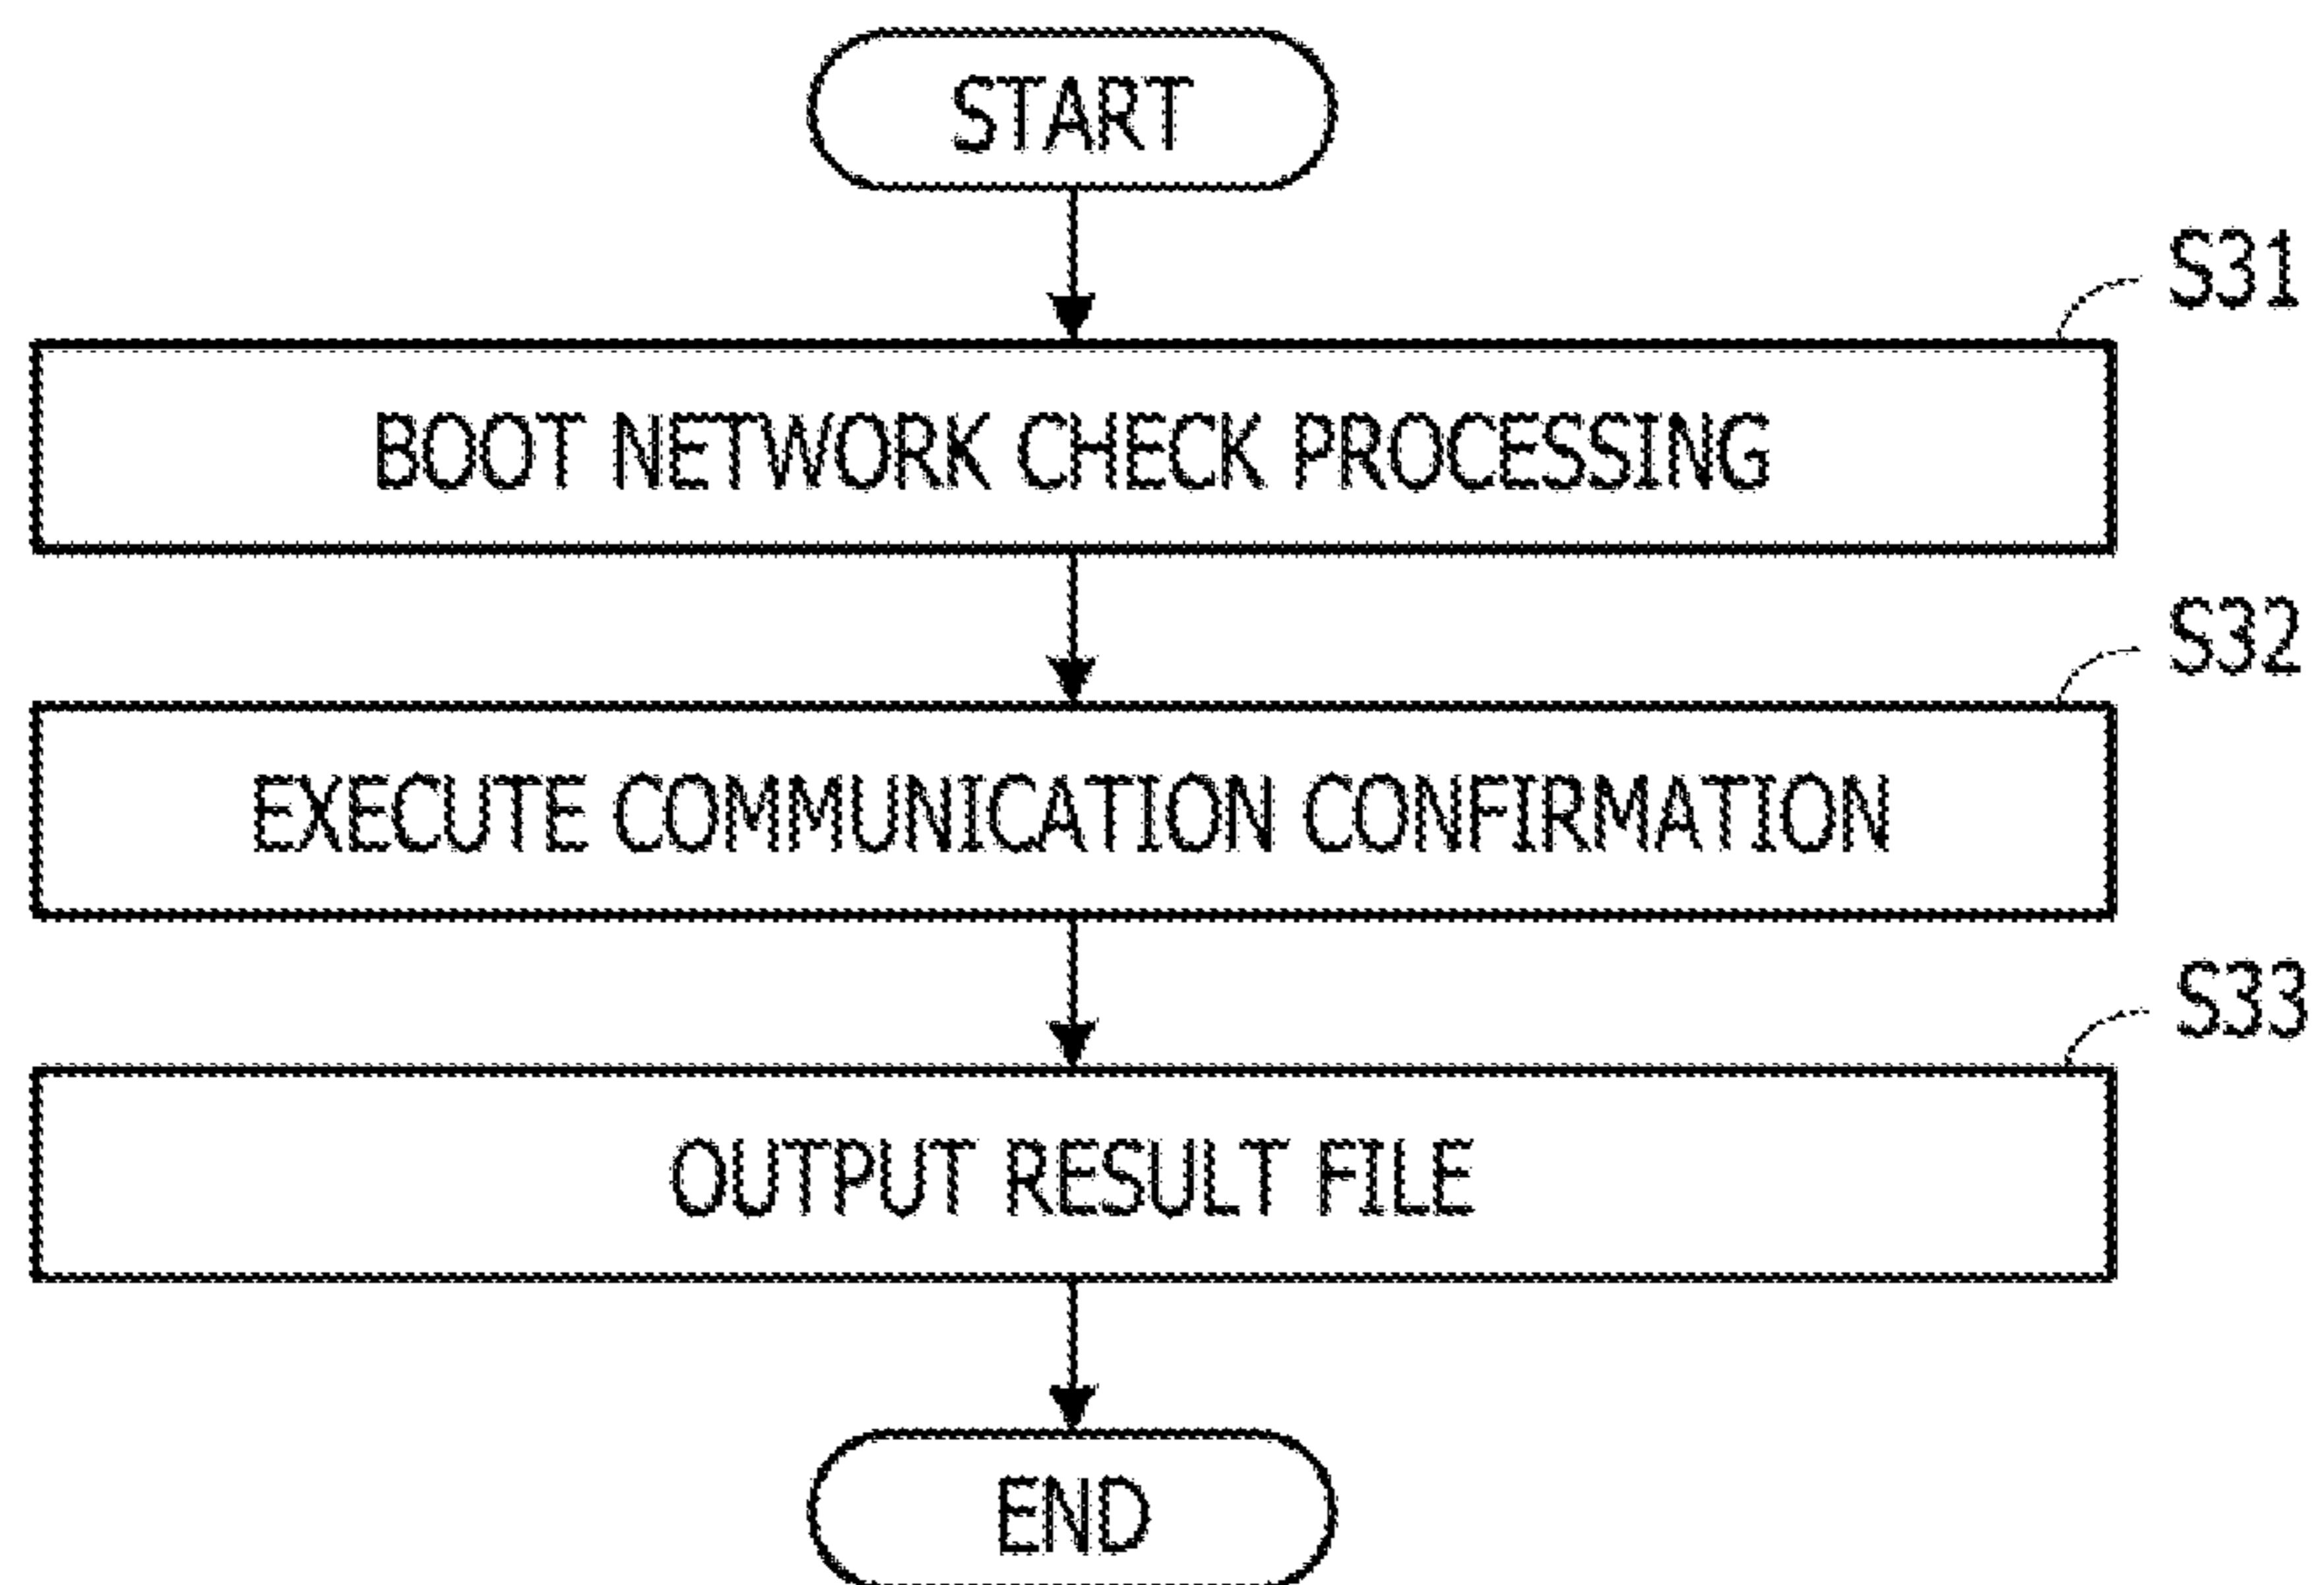 START
S31
BOOT NETWORK CHECK PROCESSING
S32
EXECUTE COMMUNICATION CONFIRMATION
S33
OUTPUT RESULT FILE
END